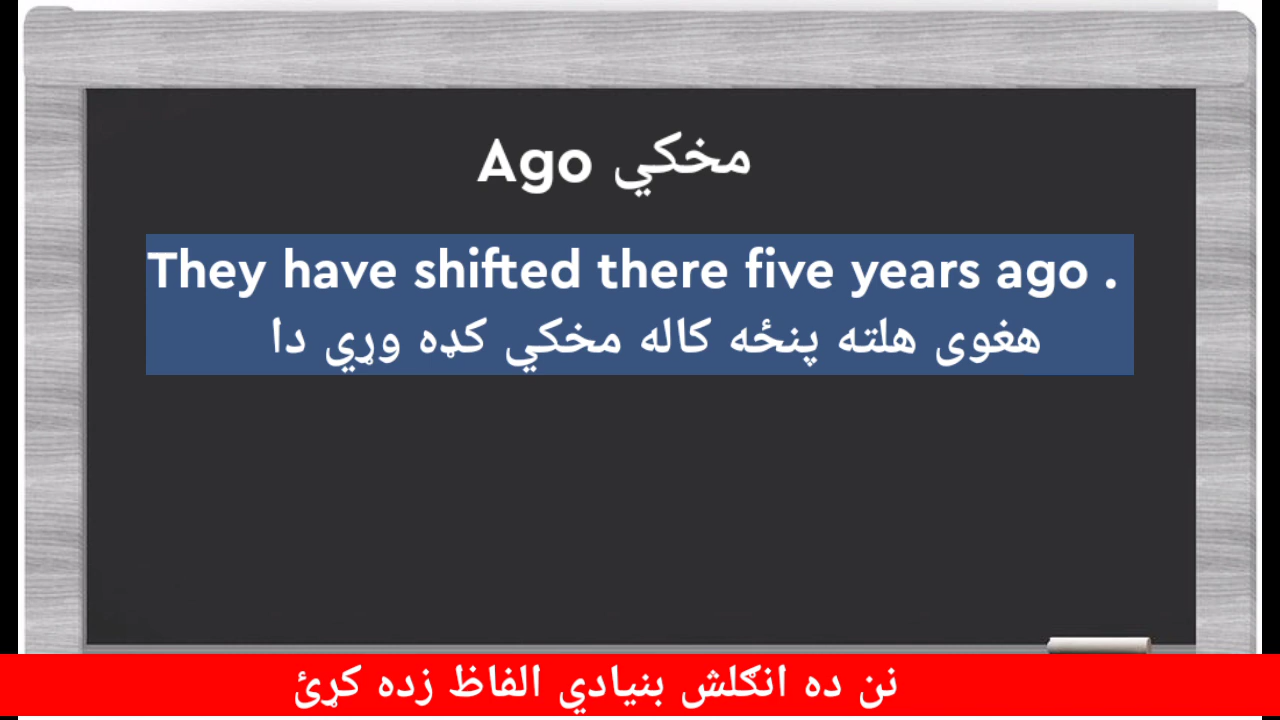 Ago مخکي
They have shifted there five years ago .
هغوی هلته پنځه کاله مخکي کډه وړي دا
نن ده انګلش بنيادي الفاظ زده کړئ